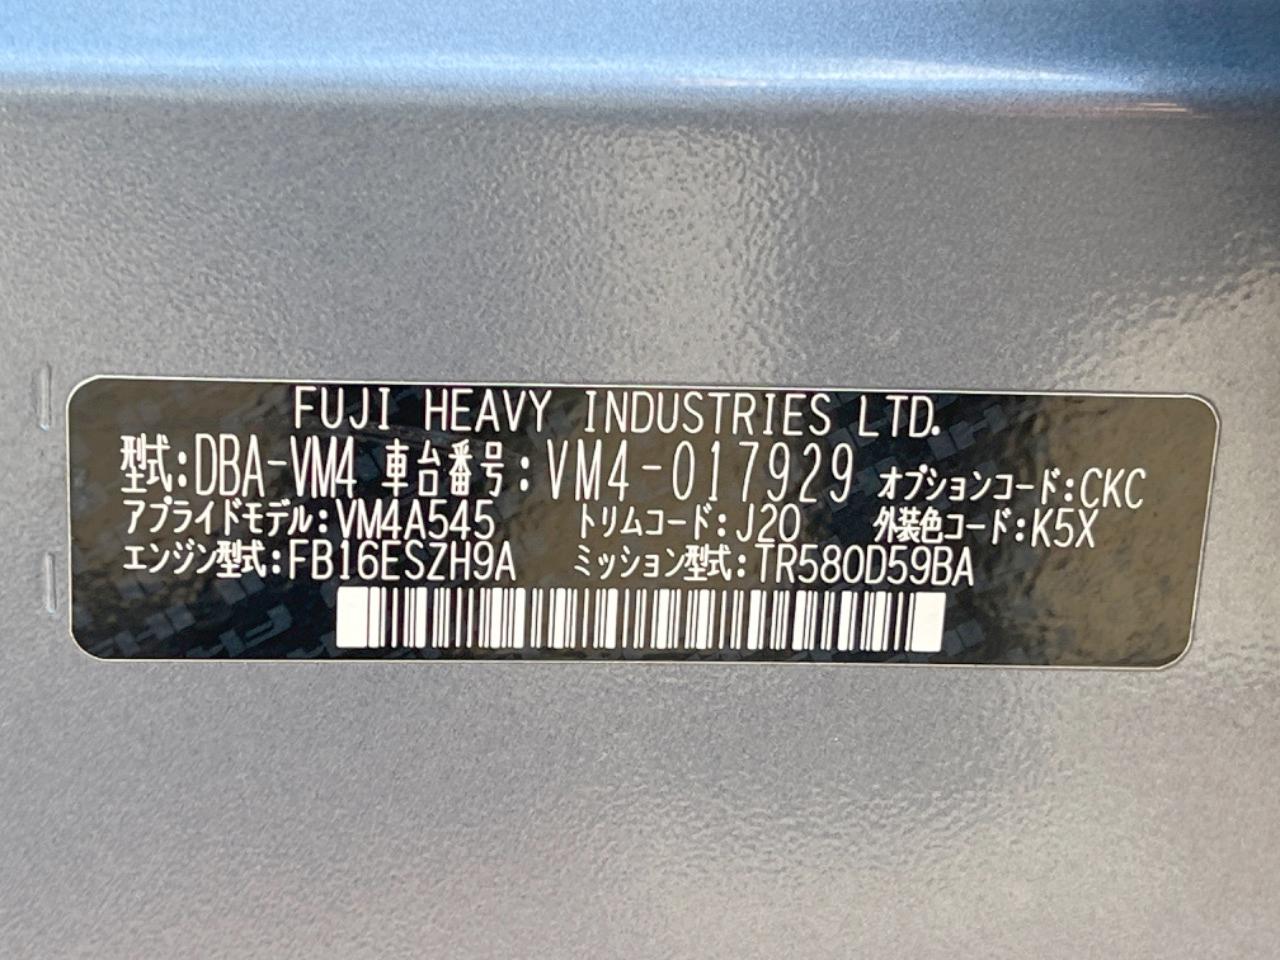 FUJI HEAVY INDUSTRIES LTD.
型式:DBA-VM4 車台番号:VM4-017929 オプションコード:CKC
アプライドモデル:VM4A545 トリムコード:J20 外装色コード:K5X
エンジン型式:FB16ESZH9A ミッション型式:TR580D59BA